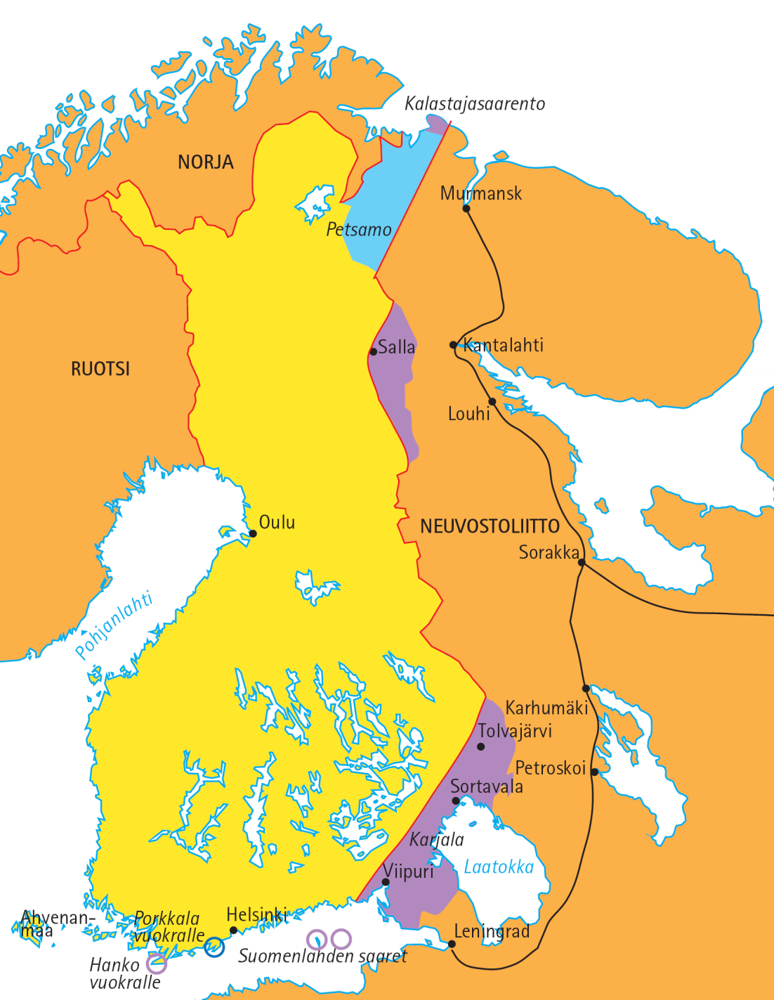 Kalastajasaarento
NORJA
Murmansk
Petsamo
Salla
Kantalahti
RUOTSI
Louhi
Oulu
NEUVOSTOLIITTO
Sorakka
Pohjanlahti
Karhumäki
Tolvajärvi
Petroskoi
Sortavala
Karjala
Laatokka
Viipuri
Ahvenan-
maa
Porkkala
vuokralle
Helsinki
Leningrad
Suomenlahden saaret
Hanko
vuokralle